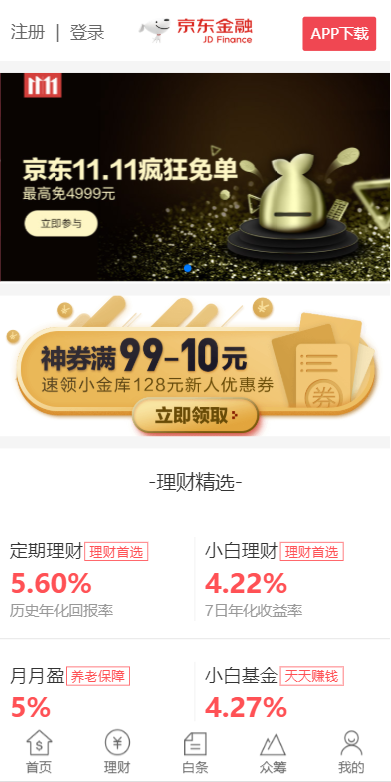 注册 | 登录
京东金融
JD Finance
APP下载
11.11
京东11.11疯狂免单
最高免4999元
立即参与
神券满99-10元
速领小金库128元新人优惠券
券
立即领取
-理财精选-
定期理财 理财首选
5.60%
历史年化回报率
小白理财 理财首选
4.22%
7日年化收益率
月月盈 养老保障
5%
小白基金 天天赚钱
4.27%
首页
理财
白条
众筹
我的